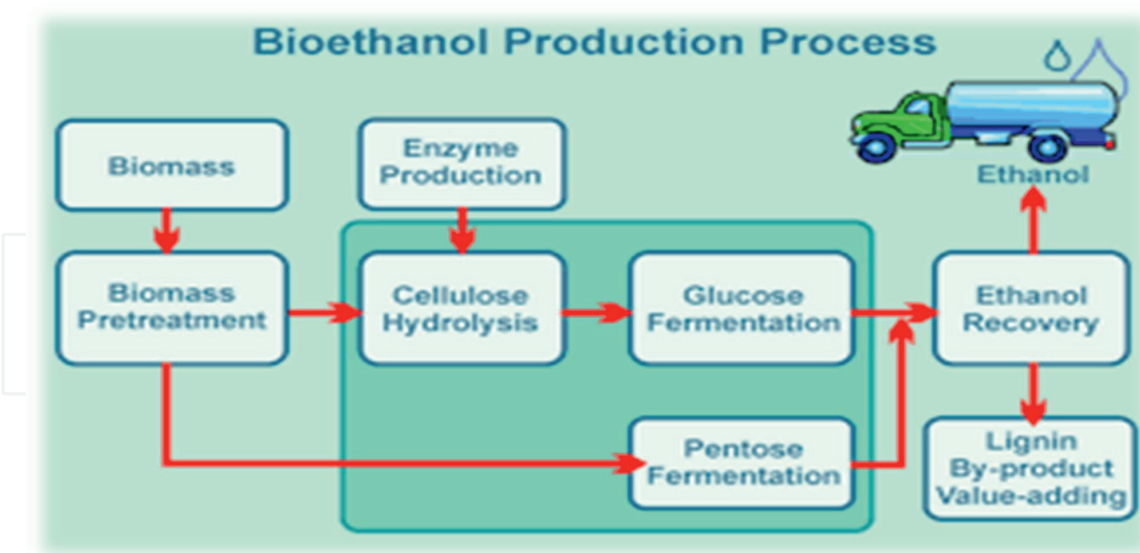 Bioethanol Production Process
Biomass
Enzyme
Production
Ethanol
Biomass
Pretreatment
Cellulose
Hydrolysis
Glucose
Fermentation
Ethanol
Recovery
Pentose
Fermentation
Lignin
By-product
Value-adding